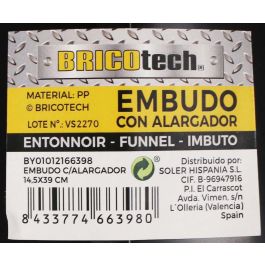 BRICOtech®
MATERIAL: PP
© BRICOTECH
LOTE Nº.: VS2270
EMBUDO
CON ALARGADOR
ENTONNOIR - FUNNEL - IMBUTO
BY01012166398
EMBUDO C/ALARGADOR
14,5X39 CM
8 433774 663980
Distribuido por:
SOLER HISPANIA S.L.
CIF. B-96947916
P.I. El Carrascot
Avda. Vimen, s/n
L'Olleria (Valencia)
Spain